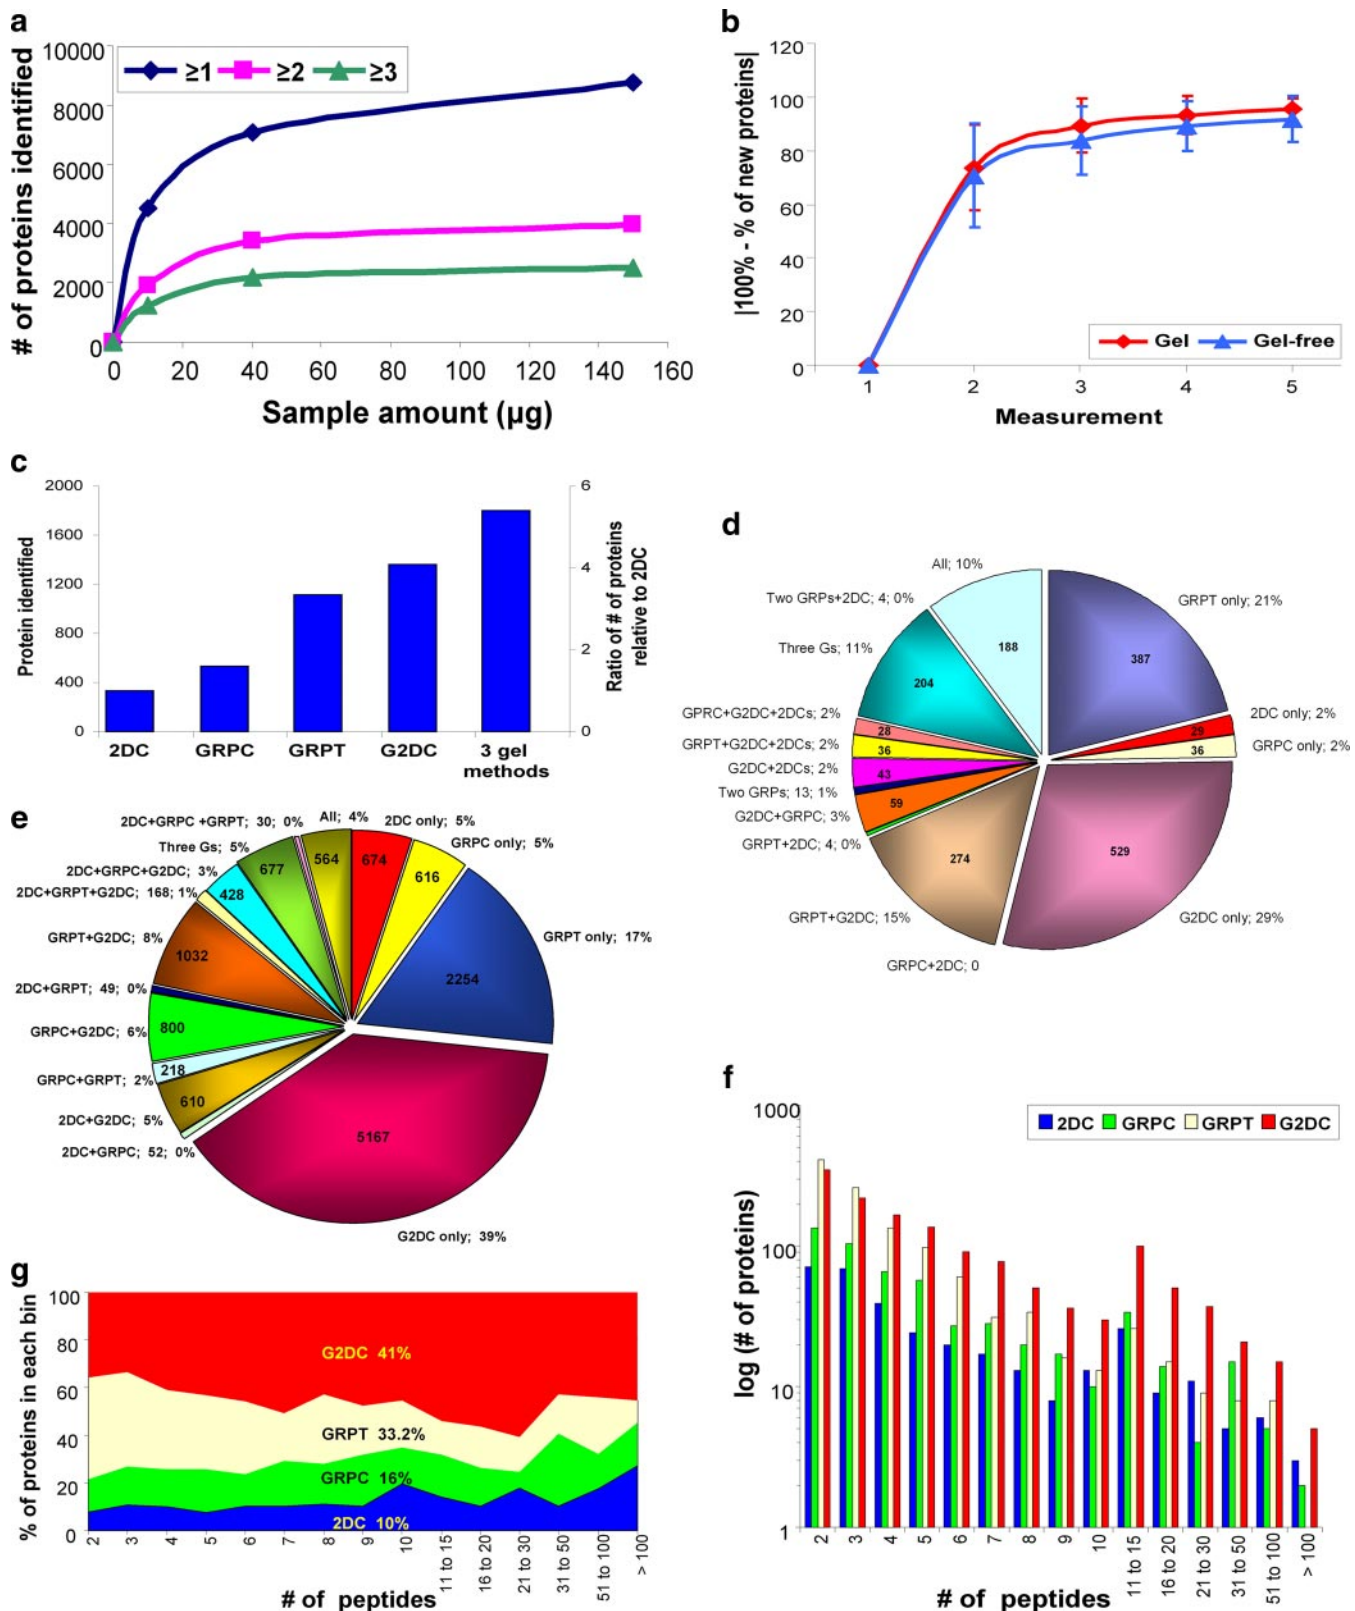 a
10000
8000
6000
4000
2000
0
≥1 ≥2 ≥3
# of proteins identified
0 20 40 60 80 100 120 140 160
Sample amount (µg)
b
120
100
80
60
40
20
0
|100% - % of new proteins|
Gel Gel-free
1 2 3 4 5
Measurement
c
2000
1600
1200
800
400
0
Protein identified
6
4
2
0
Ratio of # of proteins
relative to 2DC
2DC GRPC GRPT G2DC 3 gel
methods
d
All; 10%
Two GRPs+2DC; 4; 0%
Three Gs; 11%
GPRC+G2DC+2DCs; 2%
GRPT+G2DC+2DCs; 2%
G2DC+2DCs; 2%
Two GRPs; 13; 1%
G2DC+GRPC; 3%
GRPT+2DC; 4; 0%
GRPT+G2DC; 15%
GRPC+2DC; 0
GRPT only; 21%
2DC only; 2%
GRPC only; 2%
G2DC only; 29%
188
387
204
29
36
28
36
43
59
274
529
e
2DC+GRPC +GRPT; 30; 0%
All; 4%
2DC only; 5%
GRPC only; 5%
Three Gs; 5%
2DC+GRPC+G2DC; 3%
2DC+GRPT+G2DC; 168; 1%
GRPT+G2DC; 8%
2DC+GRPT; 49; 0%
GRPC+G2DC; 6%
GRPC+GRPT; 2%
2DC+G2DC; 5%
2DC+GRPC; 52; 0%
GRPT only; 17%
G2DC only; 39%
677
564
674
616
428
1032
2254
800
218
610
5167
f
1000
100
10
1
log (# of proteins)
2DC GRPC GRPT G2DC
2 3 4 5 6 7 8 9 10 11 to 15 16 to 20 21 to 30 31 to 50 51 to 100 > 100
# of peptides
g
100
80
60
40
20
0
% of proteins in each bin
G2DC 41%
GRPT 33.2%
GRPC 16%
2DC 10%
2 3 4 5 6 7 8 9 10 11 to 15 16 to 20 21 to 30 31 to 50 51 to 100 > 100
# of peptides